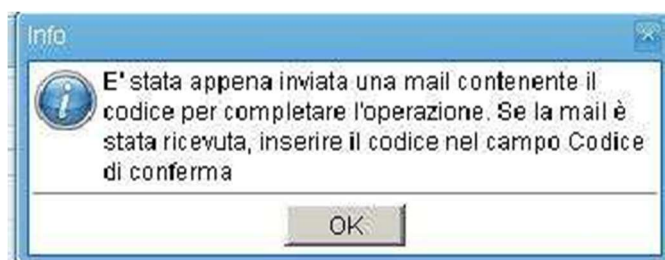 Info
E' stata appena inviata una mail contenente il
codice per completare l'operazione. Se la mail è
stata ricevuta, inserire il codice nel campo Codice
di conferma
OK